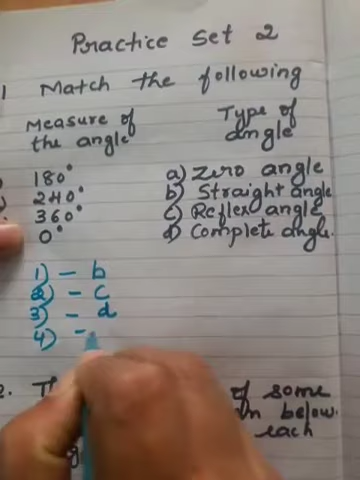 Practice Set 2
1 Match the following
Measure of the angle Type of angle
180° a) Zero angle
240° b) Straight angle
360° c) Reflex angle
0° d) Complete angle.
1) - b
2) - c
3) - d
4) -
2. of some
below.
each